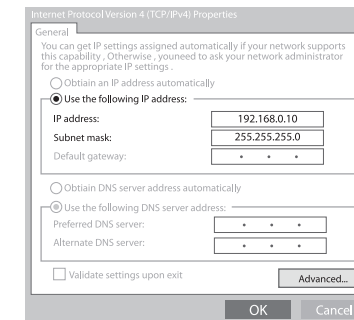 Internet Protocol Version 4 (TCP/IPv4) Properties
General
You can get IP settings assigned automatically if your network supports
this capability , Otherwise , youneed to ask your network administrator
for the appropriate IP settings .
Obtiain an IP address automatically
Use the following IP address:
IP address: 192.168.0.10
Subnet mask: 255.255.255.0
Default gateway: . . .
Obtiain DNS server address automatically
Use the following DNS server address:
Preferred DNS server: . . .
Alternate DNS server: . . .
Validate settings upon exit
Advanced...
OK Cancel